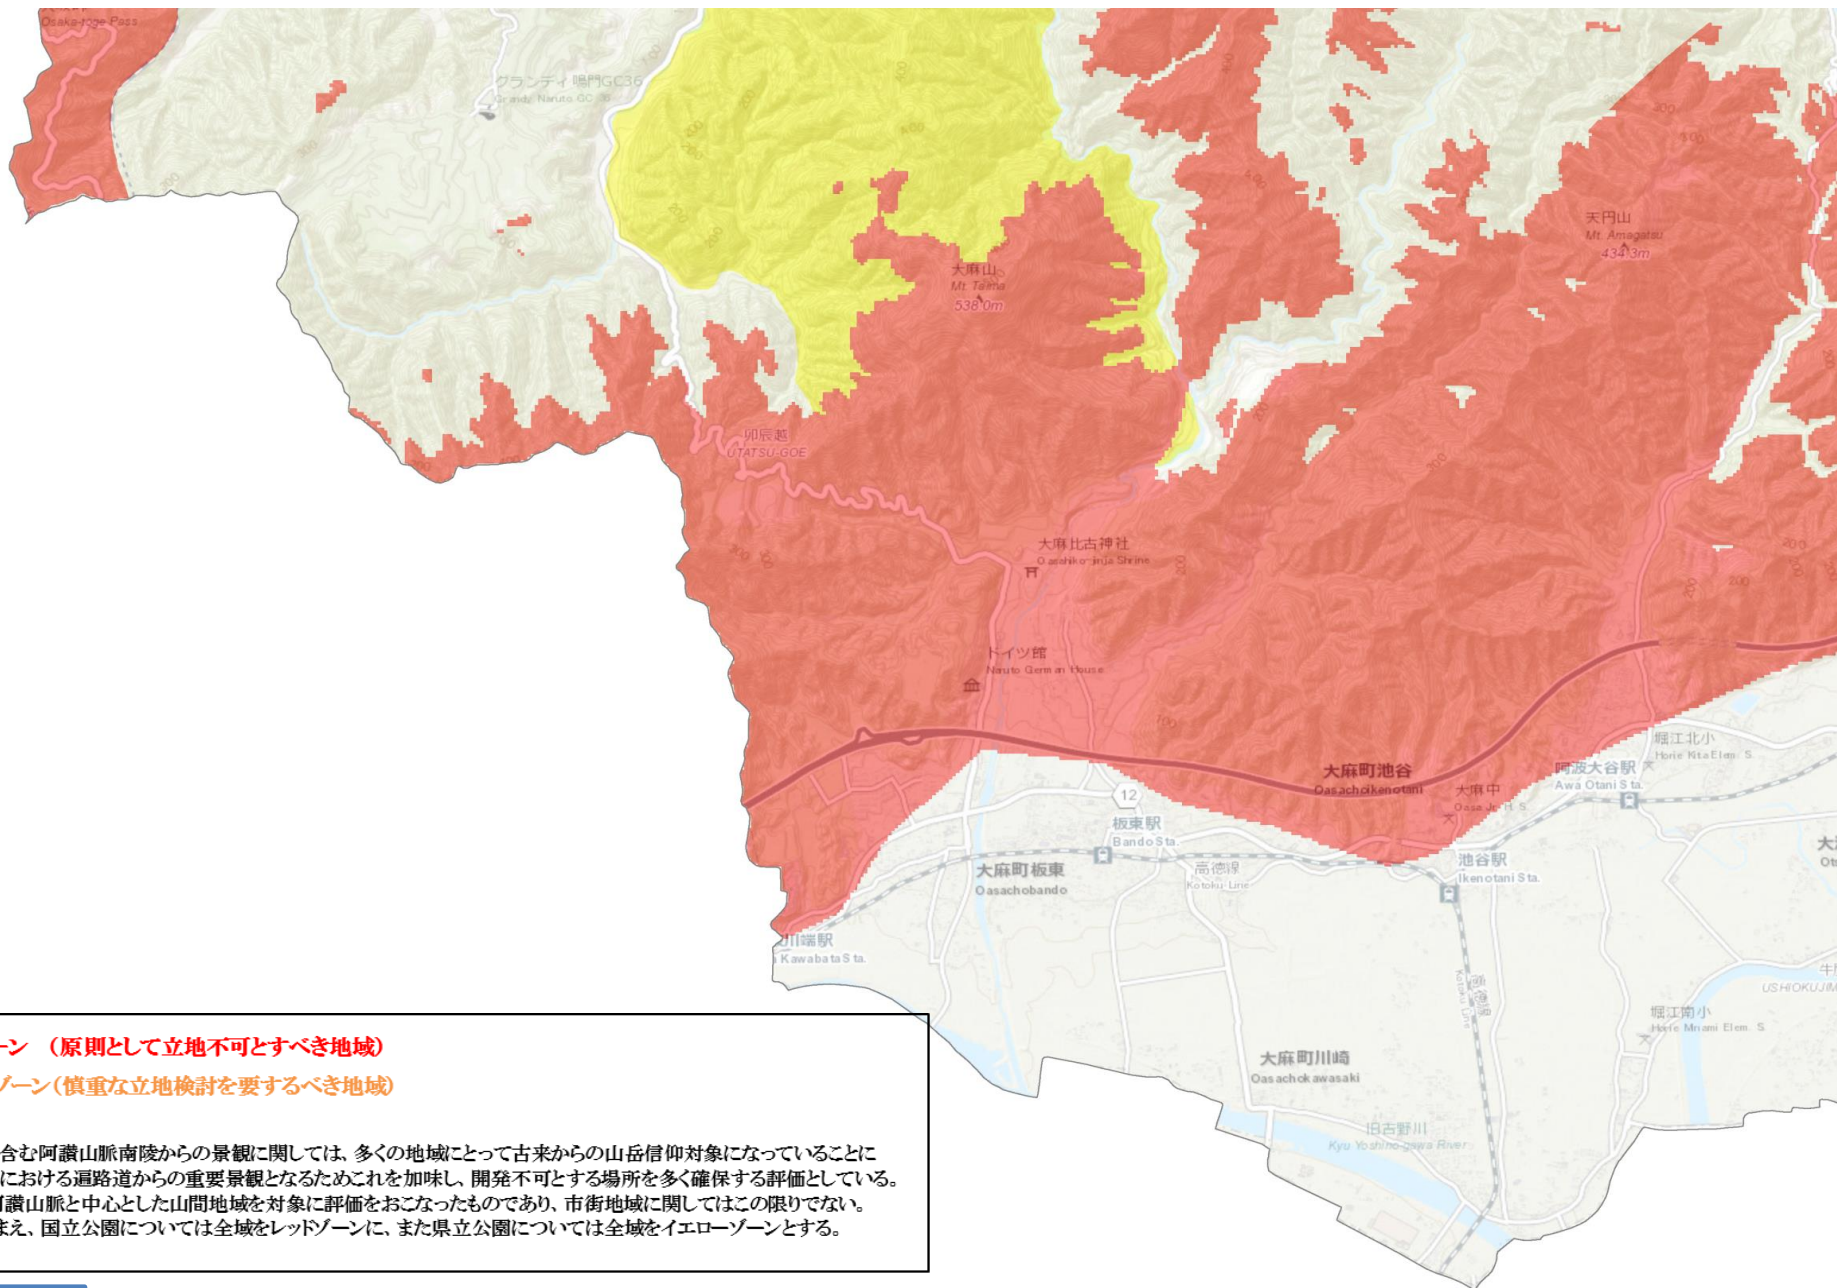 Osaka-toge Pass
グランディ鳴門GC36
Grandy Naruto GC 36
100
200
400
300
天円山
Mt. Amagatsu
434.3m
大麻山
Mt. Taima
538.0m
卯辰越
UTATSU-GOE
大麻比古神社
Oasahiko-jinja Shrine
ドイツ館
Naruto German House
100
200
堀江北小
Horie Kita Elem. S.
阿波大谷駅
Awa Otani Sta.
大麻町池谷
Oasachoikenotani
大麻中
Oasa Jr. H. S.
12
板東駅
Bando Sta.
池谷駅
Ikenotani Sta.
大麻町板東
Oasachobando
高徳線
Kotoku-Line
川端駅
Kawabata Sta.
高徳線
Kotoku Line
USHIOKUJIM
堀江南小
Horie Minami Elem. S
大麻町川崎
Oasachokawasaki
旧吉野川
Kyu Yoshino-gawa River
ーン （原則として立地不可とすべき地域）
ゾーン（慎重な立地検討を要するべき地域）
含む阿讃山脈南陵からの景観に関しては、多くの地域にとって古来からの山岳信仰対象になっていることに
における遍路道からの重要景観となるためこれを加味し、開発不可とする場所を多く確保する評価としている。
阿讃山脈と中心とした山間地域を対象に評価をおこなったものであり、市街地域に関してはこの限りでない。
まえ、国立公園については全域をレッドゾーンに、また県立公園については全域をイエローゾーンとする。